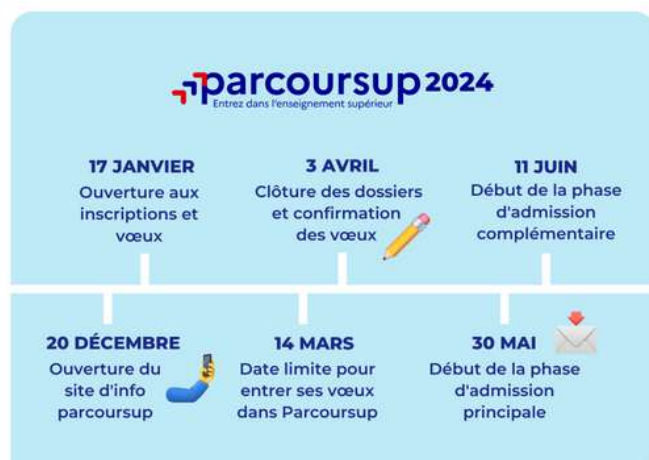 parcoursup 2024
Entrez dans l'enseignement supérieur
17 JANVIER
Ouverture aux
inscriptions et
vœux
3 AVRIL
Clôture des dossiers
et confirmation
des vœux
11 JUIN
Début de la phase
d'admission
complémentaire
20 DÉCEMBRE
Ouverture du
site d'info
parcoursup
14 MARS
Date limite pour
entrer ses vœux
dans Parcoursup
30 MAI
Début de la phase
d'admission
principale